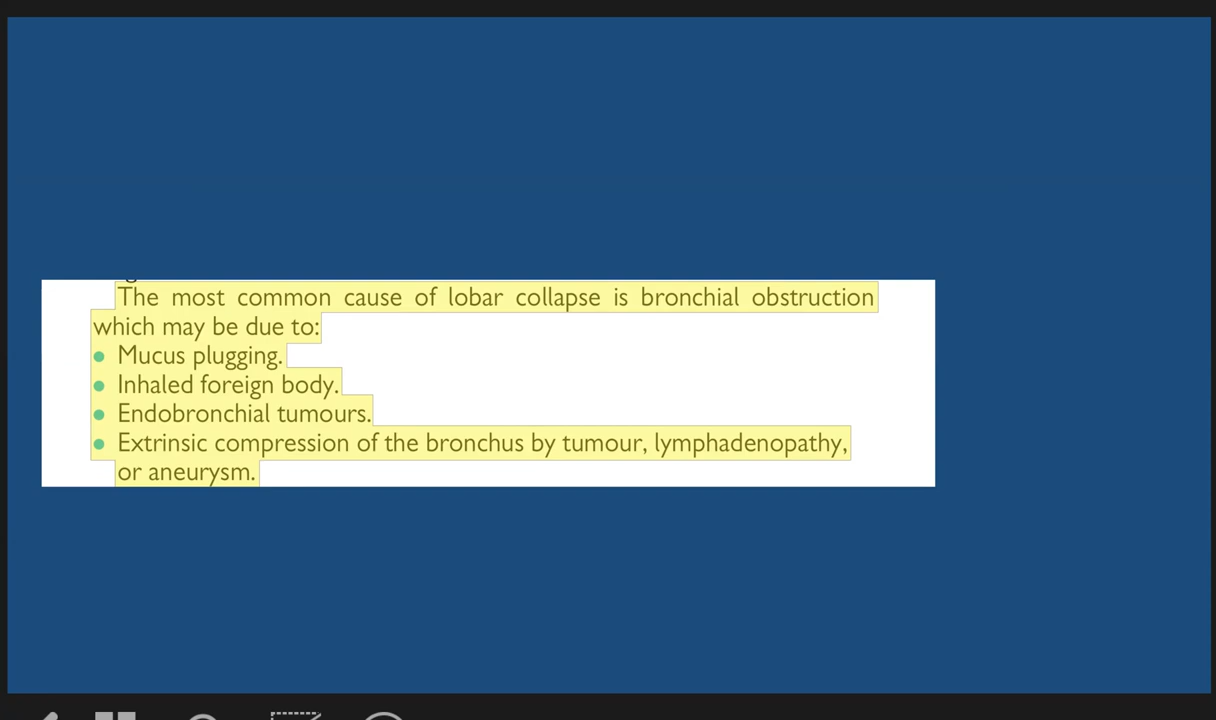 The most common cause of lobar collapse is bronchial obstruction
which may be due to:
● Mucus plugging.
● Inhaled foreign body.
● Endobronchial tumours.
● Extrinsic compression of the bronchus by tumour, lymphadenopathy,
or aneurysm.